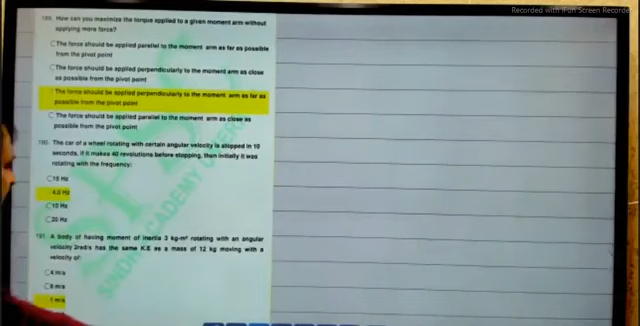 Recorded with iFun Screen Recorder
189. How can you maximize the torque applied to a given moment arm without
applying more force?
The force should be applied parallel to the moment arm as far as possible
from the pivot point
The force should be applied perpendicularly to the moment arm as close
as possible from the pivot point
The force should be applied perpendicularly to the moment arm as far as
possible from the pivot point
The force should be applied parallel to the moment arm as close as
possible from the pivot point
190. The car of a wheel rotating with certain angular velocity is stopped in 10
seconds. If it makes 40 revolutions before stopping, then initially it was
rotating with the frequency:
15 Hz
Hz
10 Hz
20 Hz
191. A body of having moment of inertia 3 kg-m² rotating with an angular
velocity 2rad/s has the same K.E as a mass of 12 kg moving with a
velocity of:
4 m/s
8 m/s
1 m/s
SINDH ACADEMY